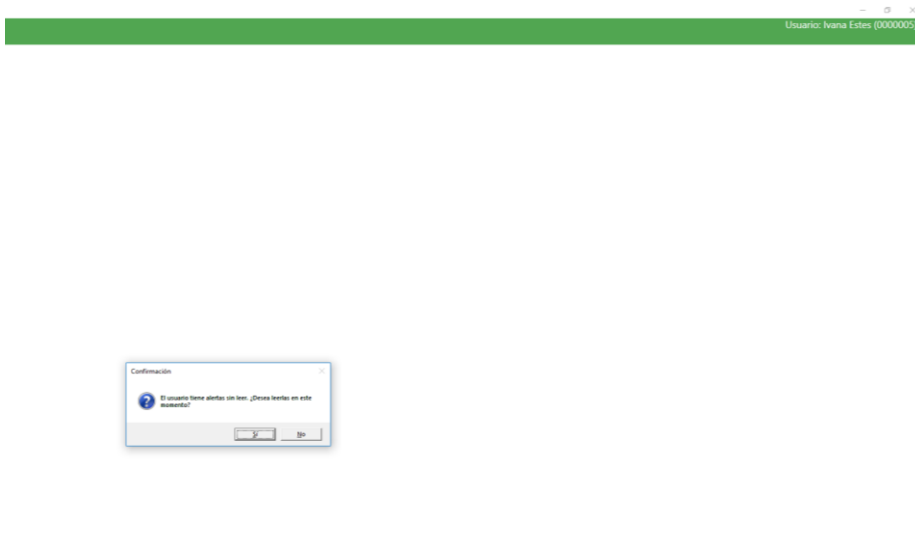 Usuario: Ivana Estes (0000005
Confirmación
El usuario tiene alertas sin leer. ¿Desea leerlas en este
momento?
Sí
No